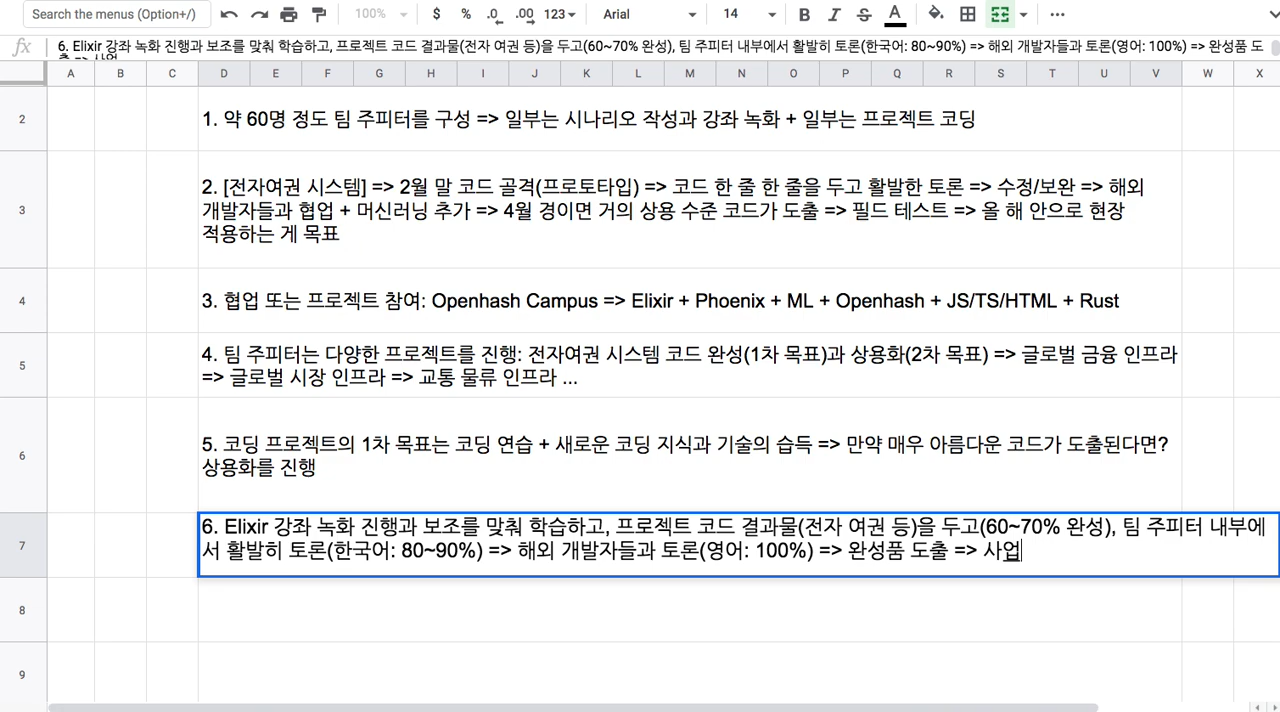 Search the menus (Option+/)
100%
$ % .0 .00 123
Arial
14
B I S A
fx
6. Elixir 강좌 녹화 진행과 보조를 맞춰 학습하고, 프로젝트 코드 결과물(전자 여권 등)을 두고(60~70% 완성), 팀 주피터 내부에서 활발히 토론(한국어: 80~90%) => 해외 개발자들과 토론(영어: 100%) => 완성품 도
출 => 사업
A B C D E F G H I J K L M N O P Q R S T U V W X
2
1. 약 60명 정도 팀 주피터를 구성 => 일부는 시나리오 작성과 강좌 녹화 + 일부는 프로젝트 코딩
3
2. [전자여권 시스템] => 2월 말 코드 골격(프로토타입) => 코드 한 줄 한 줄을 두고 활발한 토론 => 수정/보완 => 해외
개발자들과 협업 + 머신러닝 추가 => 4월 경이면 거의 상용 수준 코드가 도출 => 필드 테스트 => 올 해 안으로 현장
적용하는 게 목표
4
3. 협업 또는 프로젝트 참여: Openhash Campus => Elixir + Phoenix + ML + Openhash + JS/TS/HTML + Rust
5
4. 팀 주피터는 다양한 프로젝트를 진행: 전자여권 시스템 코드 완성(1차 목표)과 상용화(2차 목표) => 글로벌 금융 인프라
=> 글로벌 시장 인프라 => 교통 물류 인프라 ...
6
5. 코딩 프로젝트의 1차 목표는 코딩 연습 + 새로운 코딩 지식과 기술의 습득 => 만약 매우 아름다운 코드가 도출된다면?
상용화를 진행
7
6. Elixir 강좌 녹화 진행과 보조를 맞춰 학습하고, 프로젝트 코드 결과물(전자 여권 등)을 두고(60~70% 완성), 팀 주피터 내부에
서 활발히 토론(한국어: 80~90%) => 해외 개발자들과 토론(영어: 100%) => 완성품 도출 => 사업
8
9